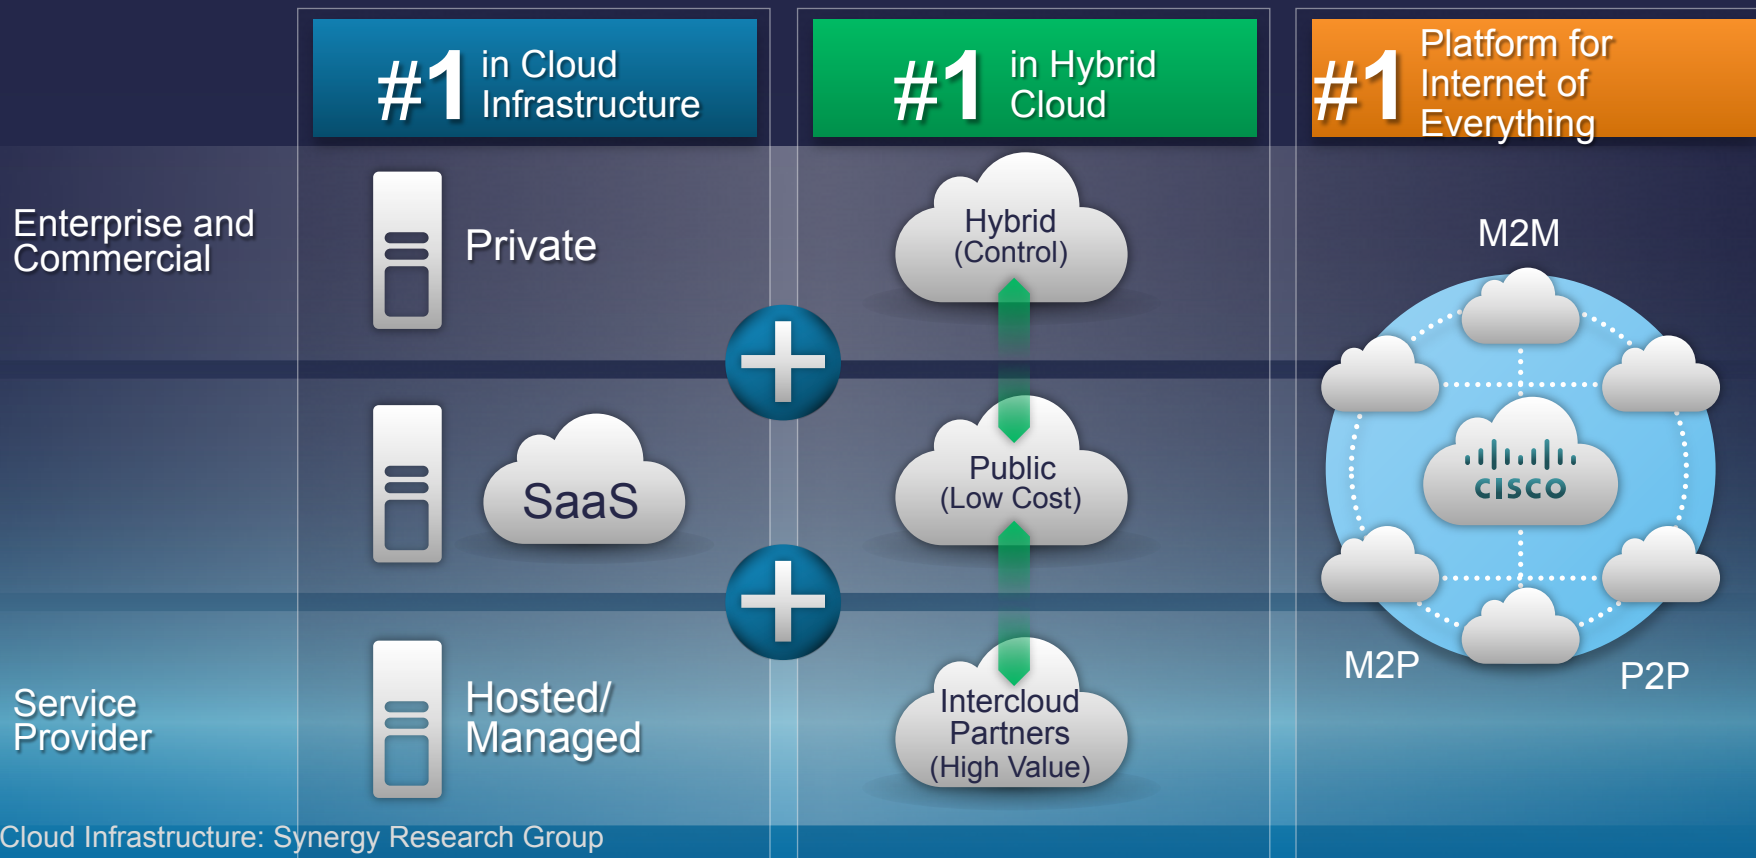 #1 in Cloud
Infrastructure
#1 in Hybrid
Cloud
#1 Platform for
Internet of
Everything
Enterprise and
Commercial
Private
Hybrid
(Control)
M2M
SaaS
Public
(Low Cost)
CISCO
Service
Provider
Hosted/
Managed
Intercloud
Partners
(High Value)
M2P
P2P
Cloud Infrastructure: Synergy Research Group